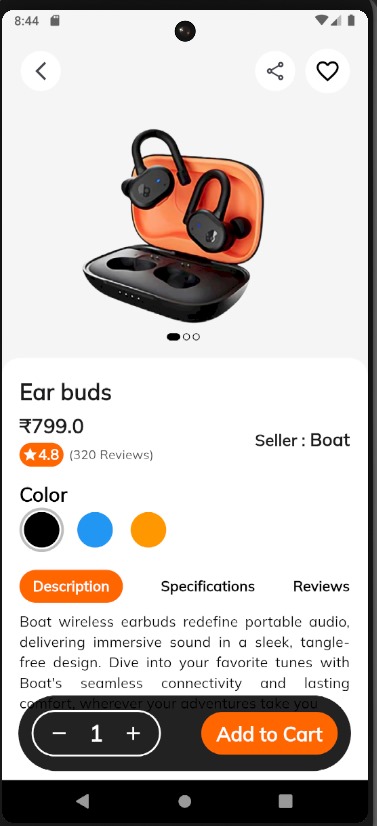 8:44
Ear buds
₹799.0
4.8 (320 Reviews)
Seller : Boat
Color
Description Specifications Reviews
Boat wireless earbuds redefine portable audio,
delivering immersive sound in a sleek, tangle-
free design. Dive into your favorite tunes with
Boat's seamless connectivity and lasting
comfort, wherever your adventures take you
− 1 + Add to Cart